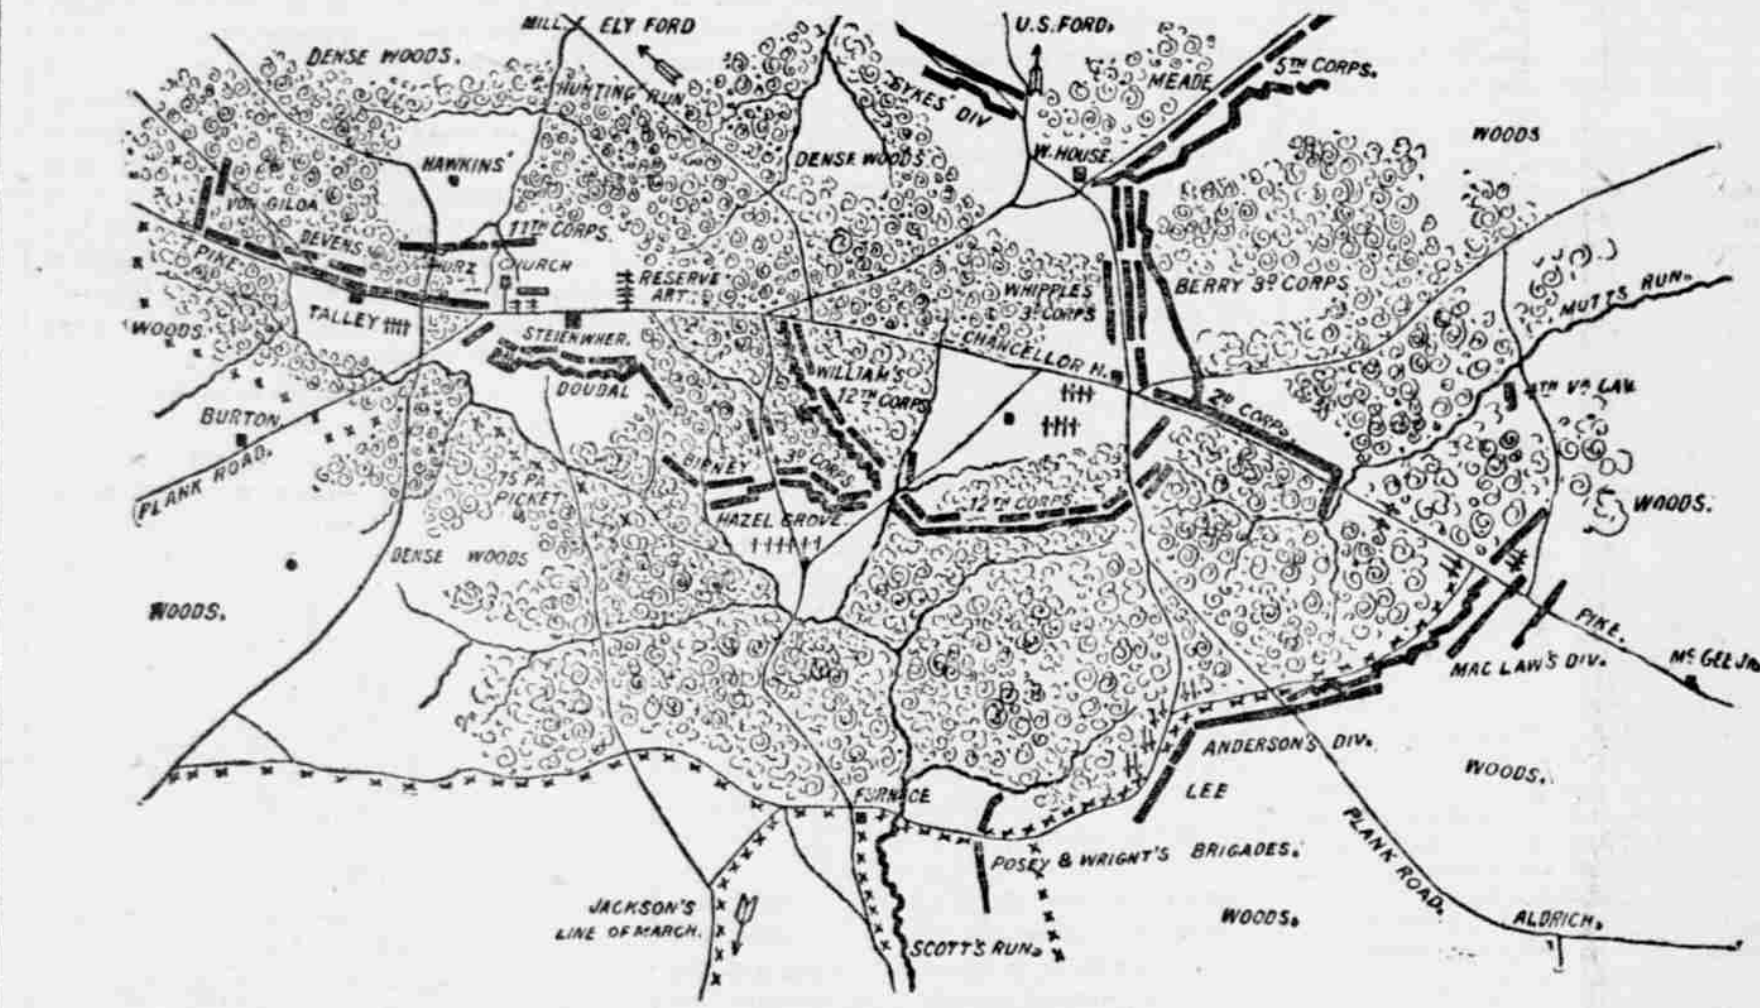 MILL
ELY FORD
U.S. FORD.
DENSE WOODS.
HUNTING RUN
SYKES' DIV
MEADE
5TH CORPS.
WOODS
HAWKINS'
DENSE WOODS
W. HOUSE.
VON GILDA
DEVENS
11TH CORPS.
PIKE
CHURCH
RESERVE
ART.
WHIPPLES
3D CORPS
BERRY 3D CORPS
MUTTS RUN.
WOODS
TALLEY
STEIENWHER.
CHANCELLOR H.
DOUDAL
WILLIAM'S
12TH CORPS
2D CORPS
4TH VA CAV.
BURTON
PLANK ROAD.
BIRNEY
3D CORPS
75 PA
PICKET
HAZEL GROVE.
12TH CORPS
WOODS.
DENSE WOODS
WOODS.
PIKE.
MC GEE JR
MAC LAW'S DIV.
ANDERSON'S DIV.
LEE
WOODS.
FURNACE
POSEY & WRIGHT'S BRIGADES.
PLANK ROAD.
JACKSON'S
LINE OF MARCH.
SCOTT'S RUN.
WOODS.
ALDRICH.